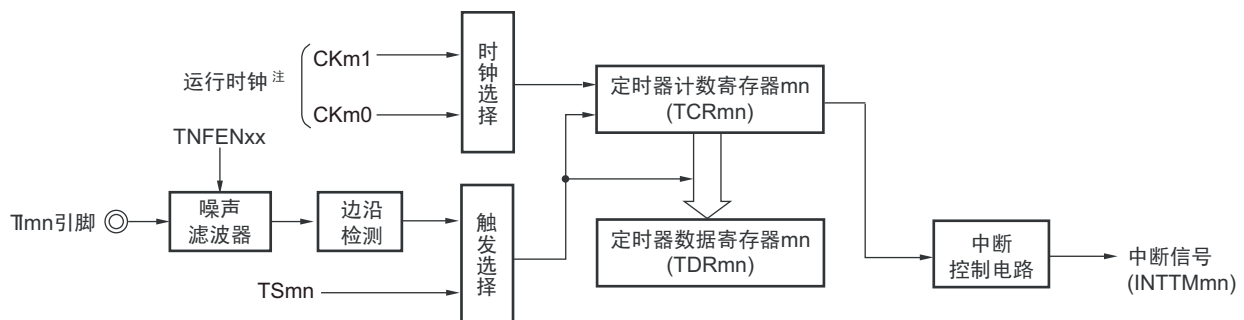 运行时钟 注
CKm1
CKm0
时钟选择
定时器计数寄存器mn
(TCRmn)
TNFENxx
TImn引脚
噪声
滤波器
边沿
检测
触发选择
TSmn
定时器数据寄存器mn
(TDRmn)
中断
控制电路
中断信号
(INTTMmn)